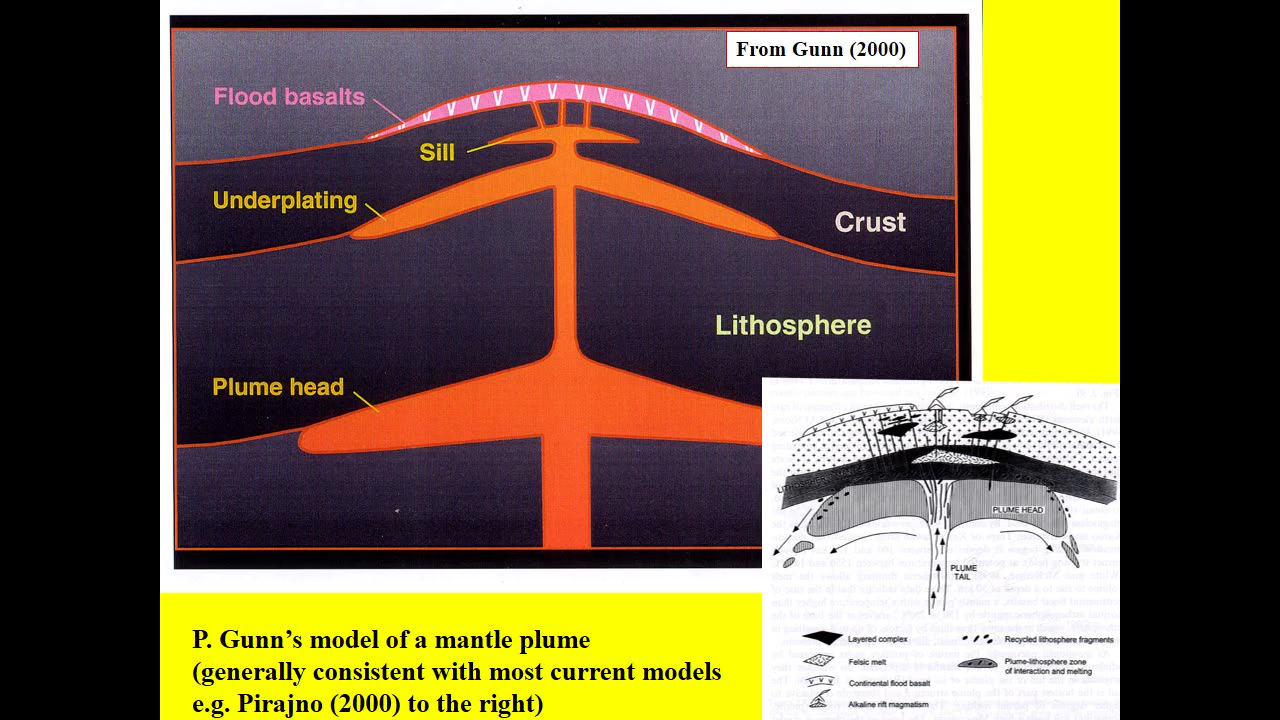 From Gunn (2000)
Flood basalts
Sill
Underplating
Crust
Lithosphere
Plume head
PLUME HEAD
PLUME
TAIL
Layered complex
Felsic melt
Continental flood basalt
Alkaline rift magmatism
Recycled lithosphere fragments
Plume-lithosphere zone
of interaction and melting
P. Gunn’s model of a mantle plume
(generally consistent with most current models
e.g. Pirajno (2000) to the right)